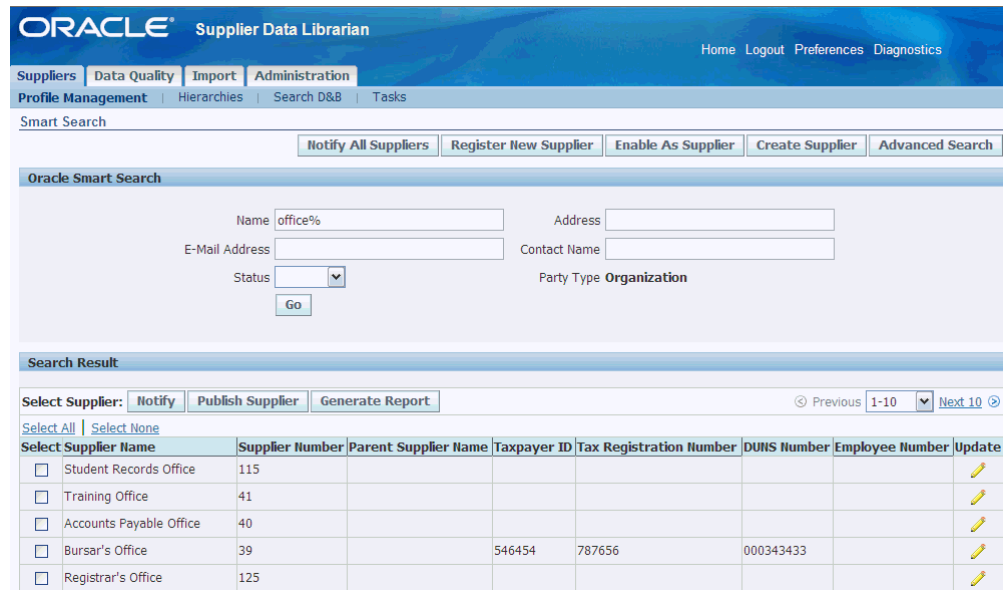 ORACLE® Supplier Data Librarian
Home Logout Preferences Diagnostics
Suppliers Data Quality Import Administration
Profile Management | Hierarchies | Search D&B | Tasks
Smart Search
Notify All Suppliers Register New Supplier Enable As Supplier Create Supplier Advanced Search
Oracle Smart Search
Name office% Address
E-Mail Address Contact Name
Status Party Type Organization
Go
Search Result
Select Supplier: Notify Publish Supplier Generate Report Previous 1-10 Next 10
Select All | Select None
Select Supplier Name Supplier Number Parent Supplier Name Taxpayer ID Tax Registration Number DUNS Number Employee Number Update
Student Records Office 115
Training Office 41
Accounts Payable Office 40
Bursar's Office 39 546454 787656 000343433
Registrar's Office 125